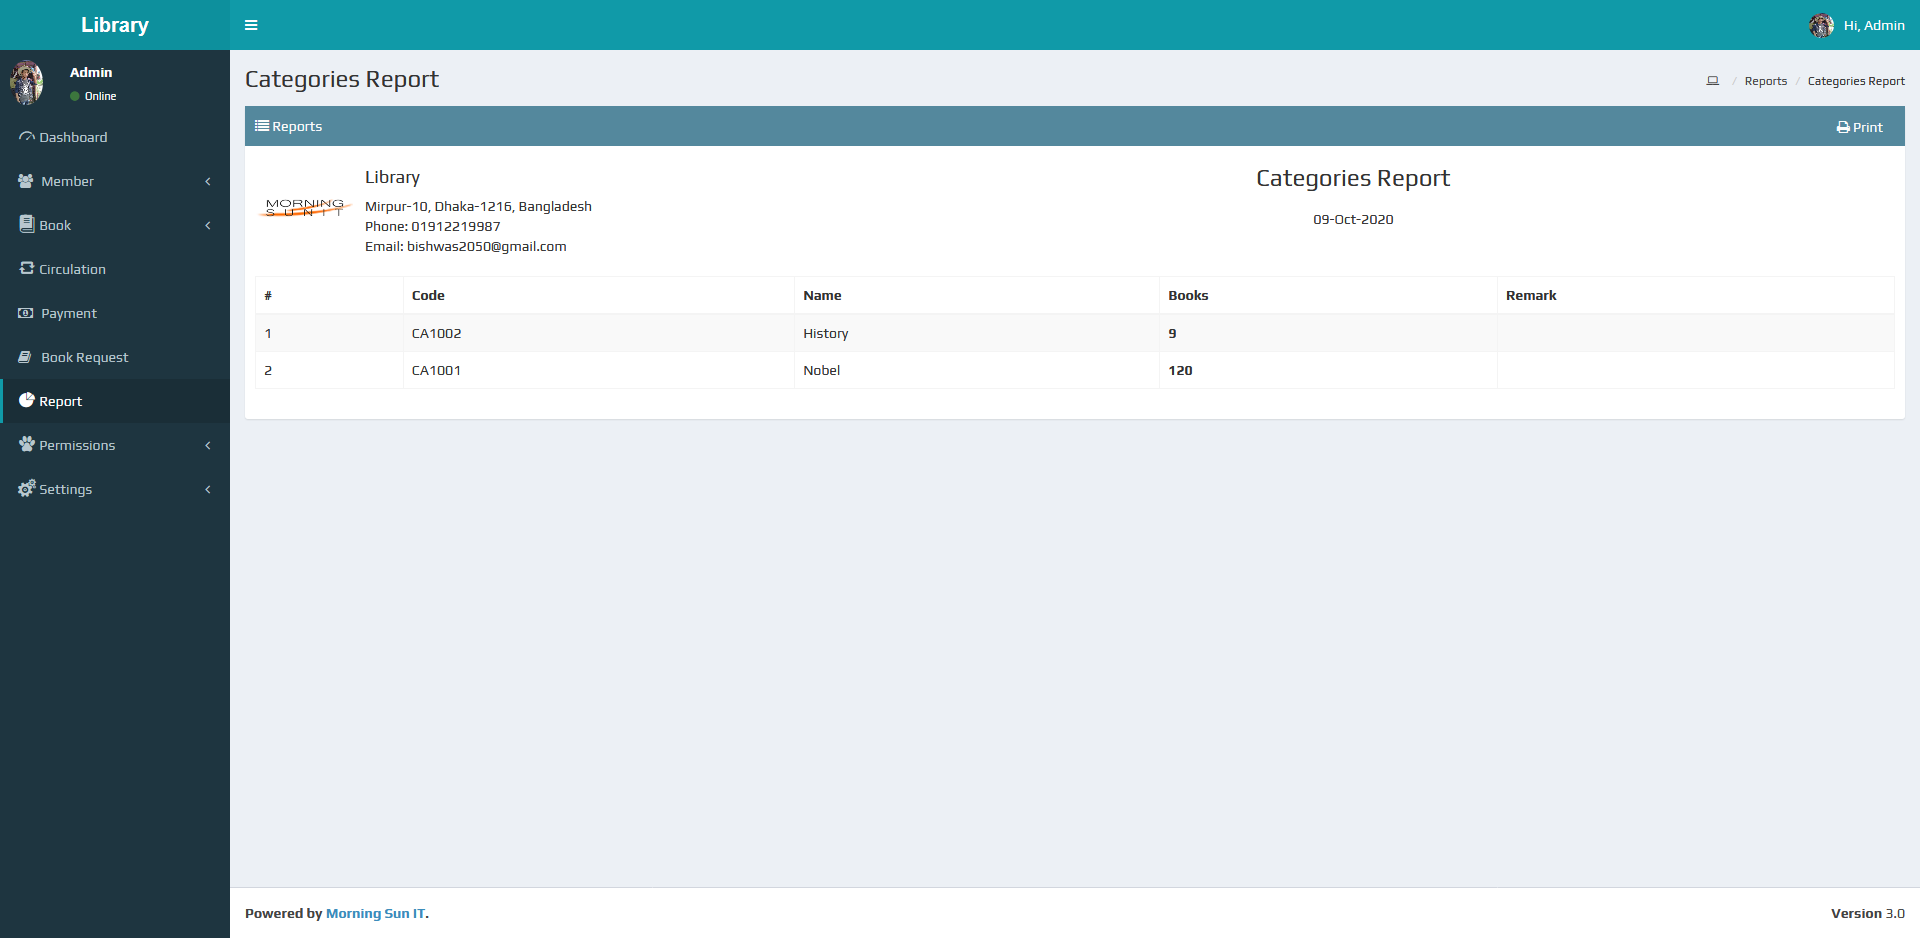 Library
Hi, Admin
Admin
Online
Dashboard
Member
Book
Circulation
Payment
Book Request
Report
Permissions
Settings
Categories Report
/ Reports / Categories Report
Reports
Print
MORNING
SUN IT
Library
Mirpur-10, Dhaka-1216, Bangladesh
Phone: 01912219987
Email: bishwas2050@gmail.com
Categories Report
09-Oct-2020
# Code Name Books Remark
1 CA1002 History 9
2 CA1001 Nobel 120
Powered by Morning Sun IT.
Version 3.0